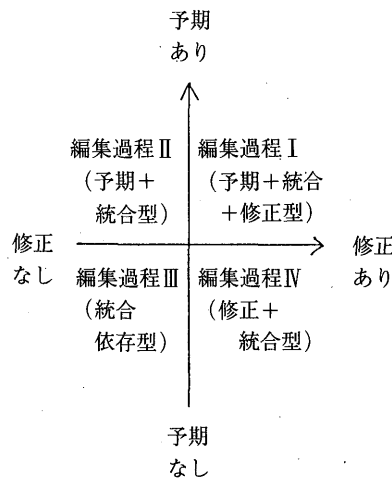 予期
あり
編集過程Ⅱ
(予期+
統合型)
編集過程Ⅰ
(予期+統合
+修正型)
修正
なし
修正
あり
編集過程Ⅲ
(統合
依存型)
編集過程Ⅳ
(修正+
統合型)
予期
なし